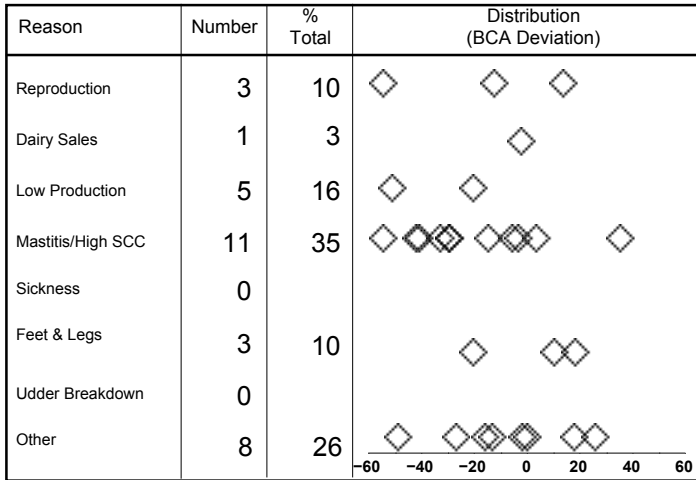 Reason Number % Total Distribution (BCA Deviation)
Reproduction 3 10
Dairy Sales 1 3
Low Production 5 16
Mastitis/High SCC 11 35
Sickness 0
Feet & Legs 3 10
Udder Breakdown 0
Other 8 26
−60 −40 −20 0 20 40 60